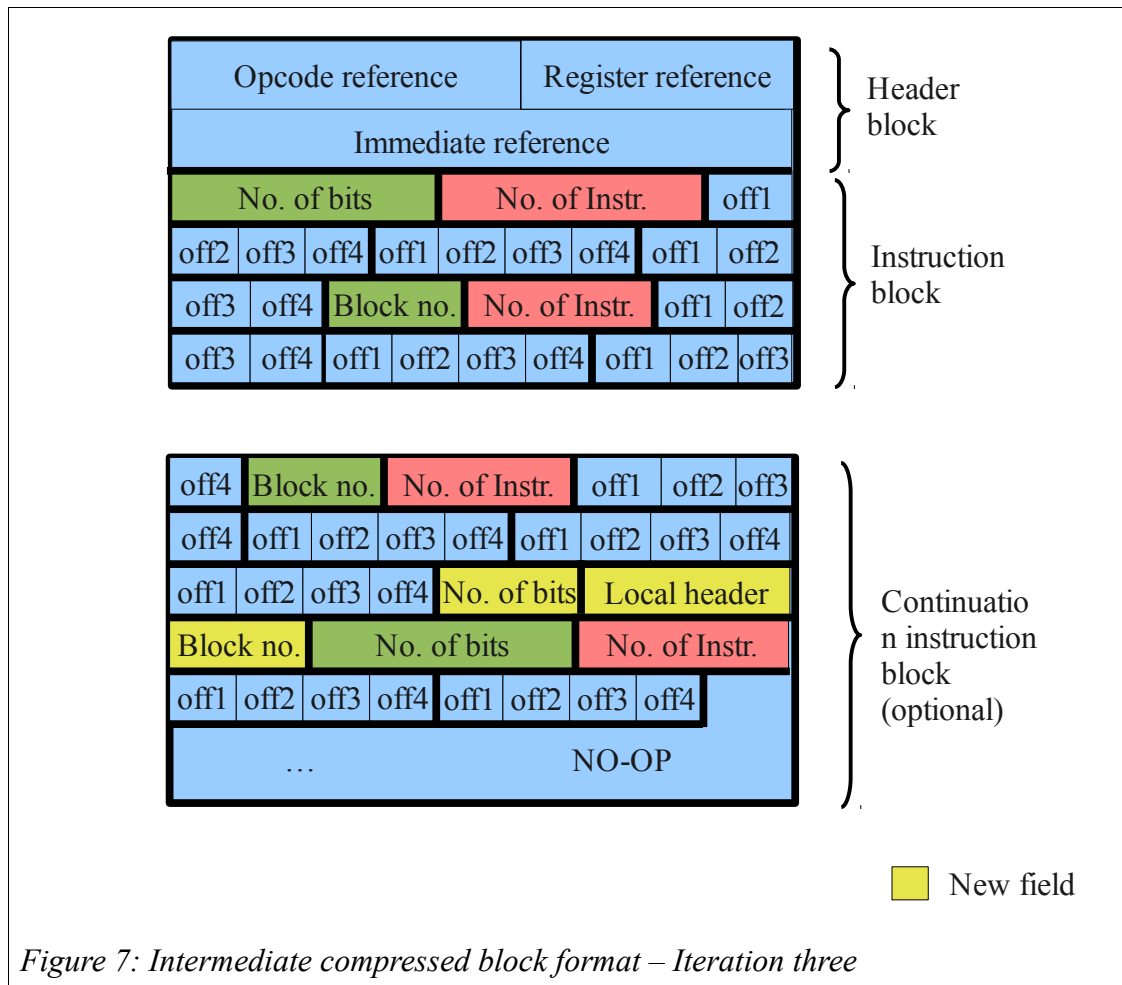 Opcode reference Register reference
Immediate reference
Header
block
No. of bits No. of Instr. off1
off2 off3 off4 off1 off2 off3 off4 off1 off2
off3 off4 Block no. No. of Instr. off1 off2
off3 off4 off1 off2 off3 off4 off1 off2 off3
Instruction
block
off4 Block no. No. of Instr. off1 off2 off3
off4 off1 off2 off3 off4 off1 off2 off3 off4
off1 off2 off3 off4 No. of bits Local header
Block no. No. of bits No. of Instr.
off1 off2 off3 off4 off1 off2 off3 off4
… NO-OP
Continuatio
n instruction
block
(optional)
New field
Figure 7: Intermediate compressed block format – Iteration three